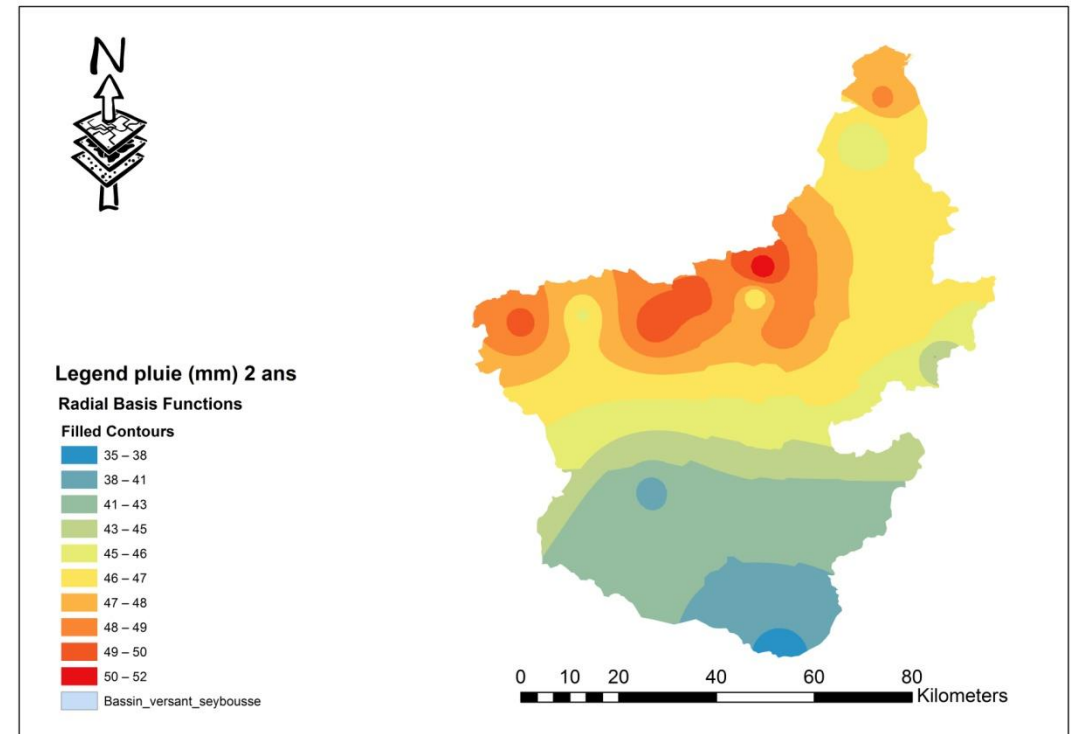 N
Legend pluie (mm) 2 ans
Radial Basis Functions
Filled Contours
35 – 38
38 – 41
41 – 43
43 – 45
45 – 46
46 – 47
47 – 48
48 – 49
49 – 50
50 – 52
Bassin_versant_seybousse
0 10 20 40 60 80
Kilometers